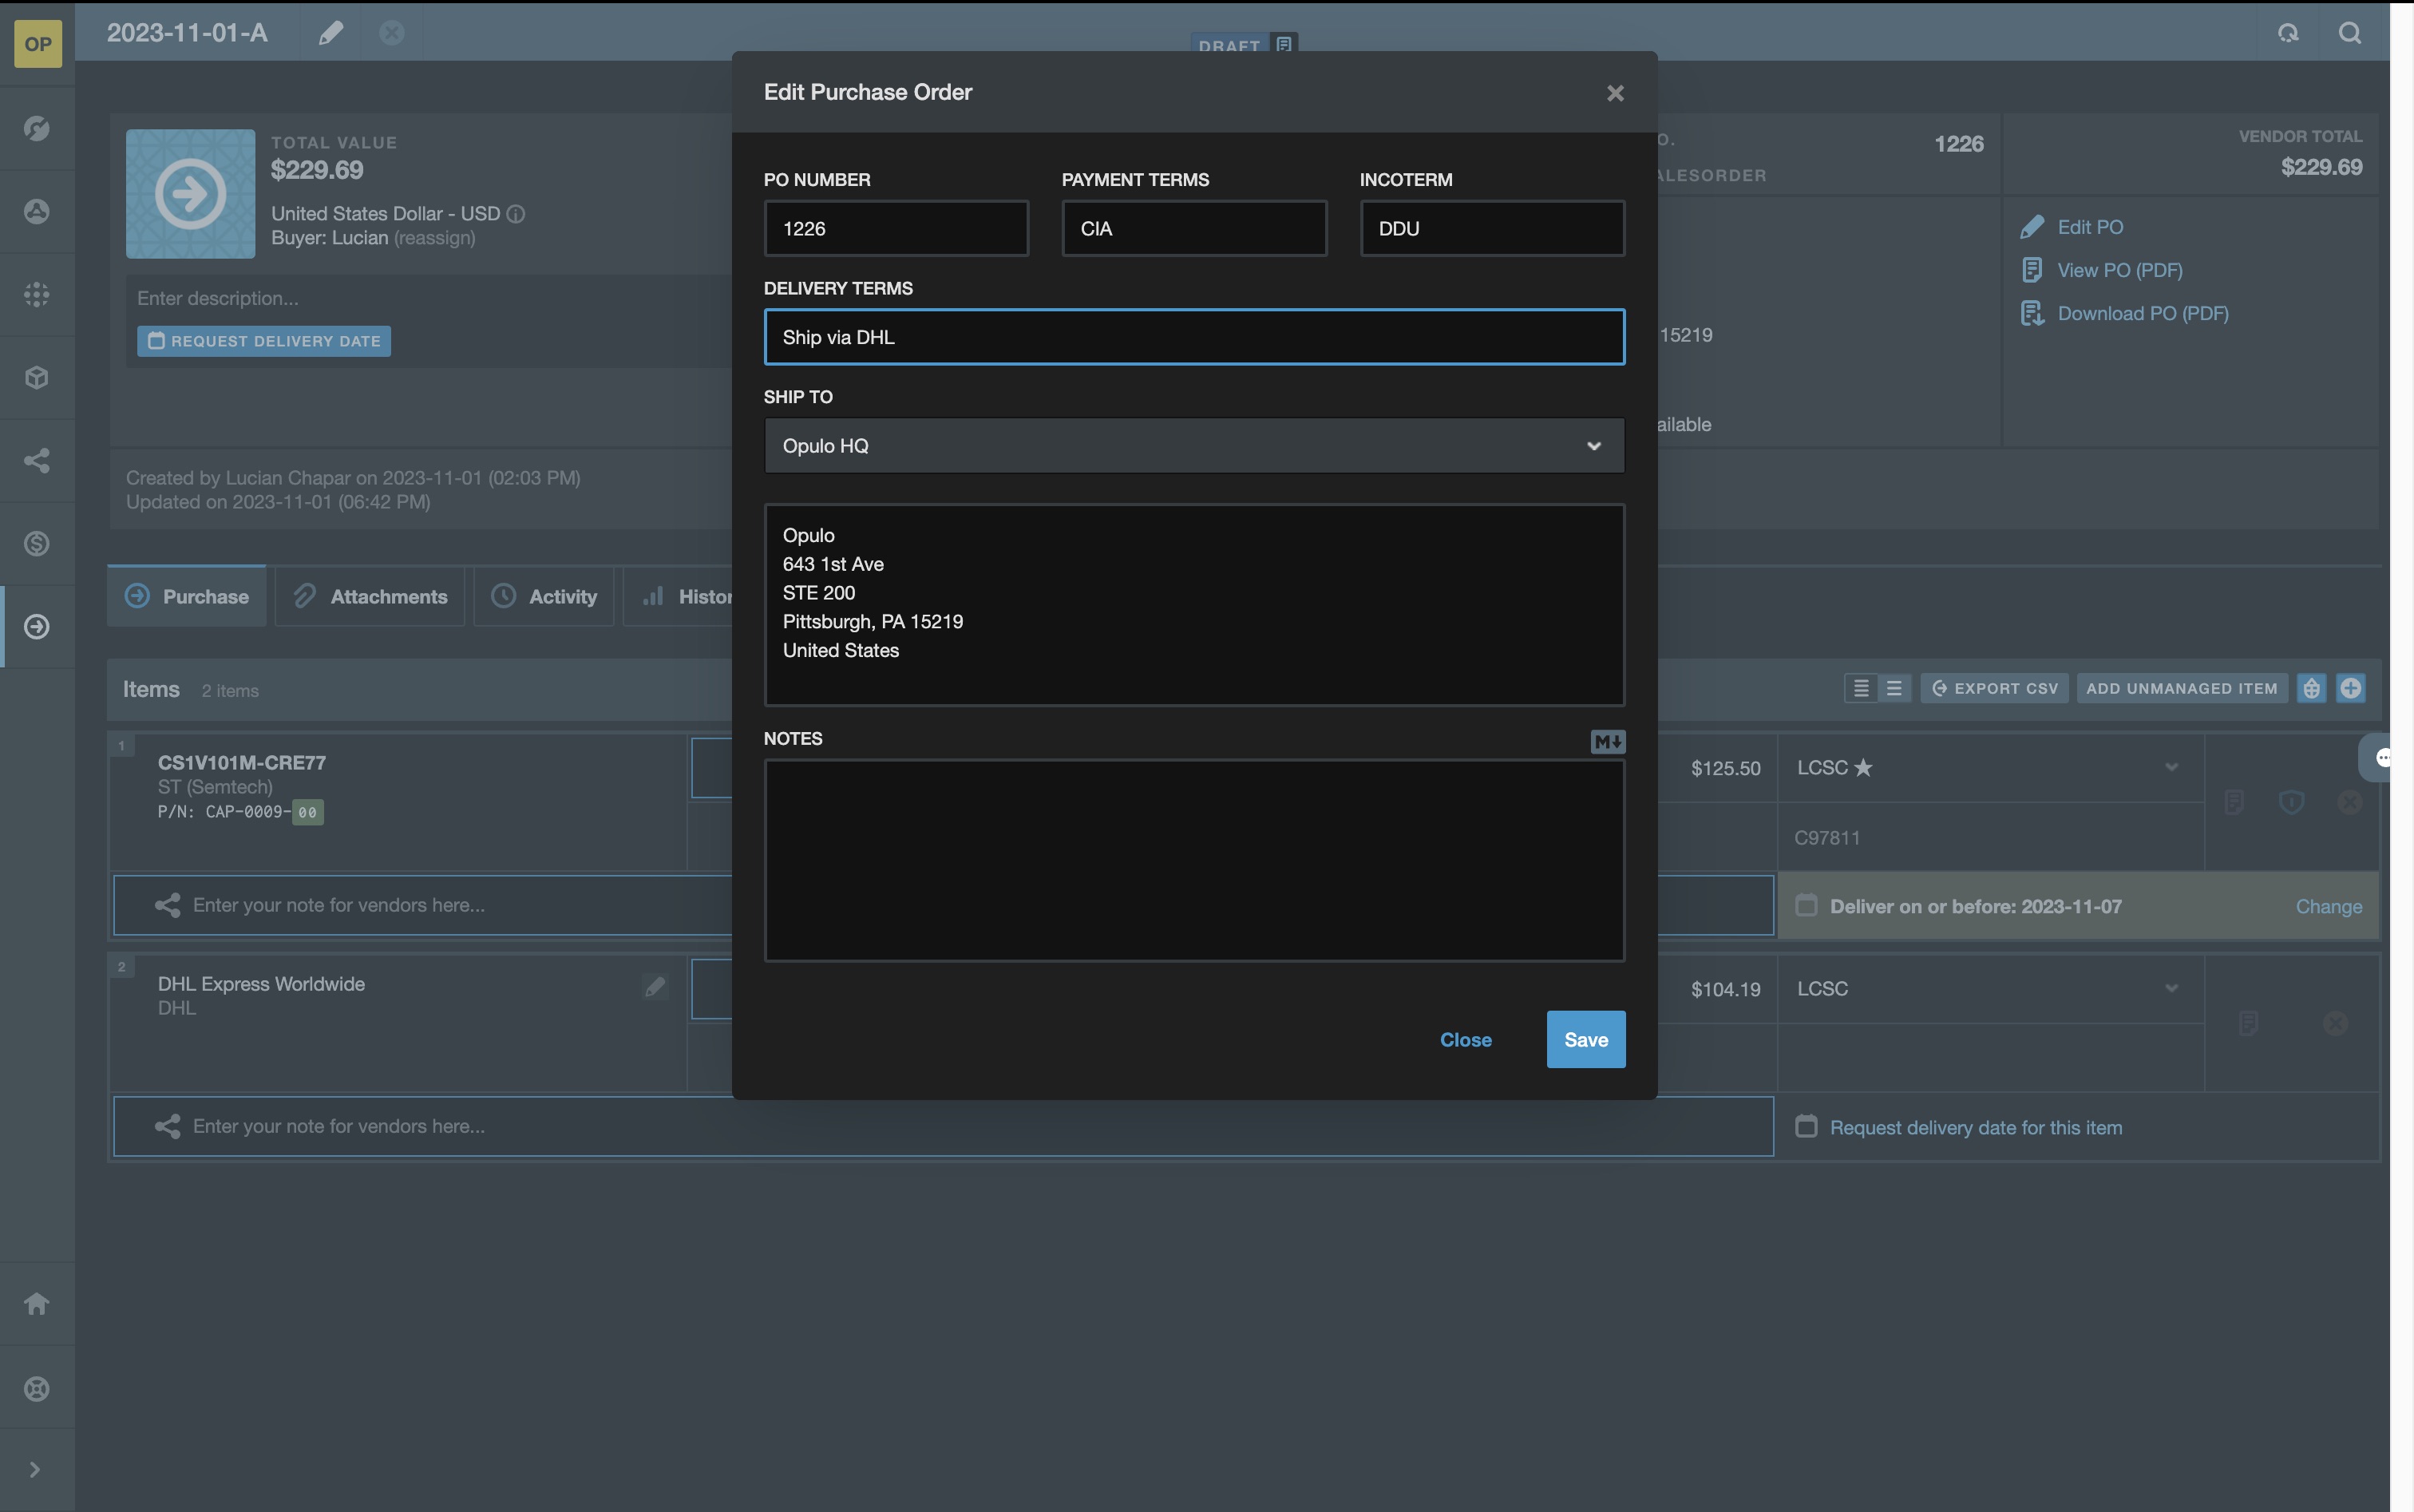 OP
2023-11-01-A
DRAFT
TOTAL VALUE
$229.69
United States Dollar - USD
Buyer: Lucian (reassign)
Enter description...
REQUEST DELIVERY DATE
Created by Lucian Chapar on 2023-11-01 (02:03 PM)
Updated on 2023-11-01 (06:42 PM)
Edit Purchase Order
PO NUMBER
PAYMENT TERMS
INCOTERM
1226
CIA
DDU
DELIVERY TERMS
Ship via DHL
SHIP TO
Opulo HQ
Opulo
643 1st Ave
STE 200
Pittsburgh, PA 15219
United States
NOTES
M
Close
Save
O.
1226
ALESORDER
15219
ailable
VENDOR TOTAL
$229.69
Edit PO
View PO (PDF)
Download PO (PDF)
Purchase
Attachments
Activity
Histor
Items 2 items
EXPORT CSV
ADD UNMANAGED ITEM
1
CS1V101M-CRE77
ST (Semtech)
P/N: CAP-0009-00
$125.50
LCSC
C97811
Enter your note for vendors here...
Deliver on or before: 2023-11-07
Change
2
DHL Express Worldwide
DHL
$104.19
LCSC
Enter your note for vendors here...
Request delivery date for this item